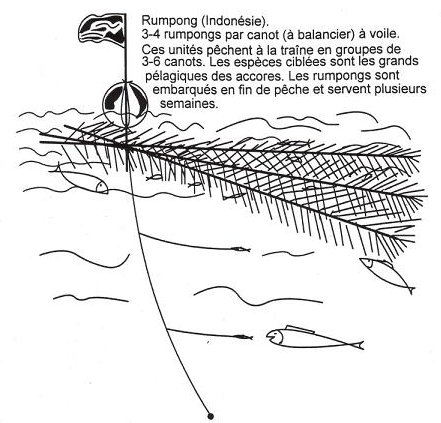 Rumpong (Indonésie).
3-4 rumpongs par canot (à balancier) à voile.
Ces unités pêchent à la traîne en groupes de
3-6 canots. Les espèces ciblées sont les grands
pélagiques des accores. Les rumpongs sont
embarqués en fin de pêche et servent plusieurs
semaines.